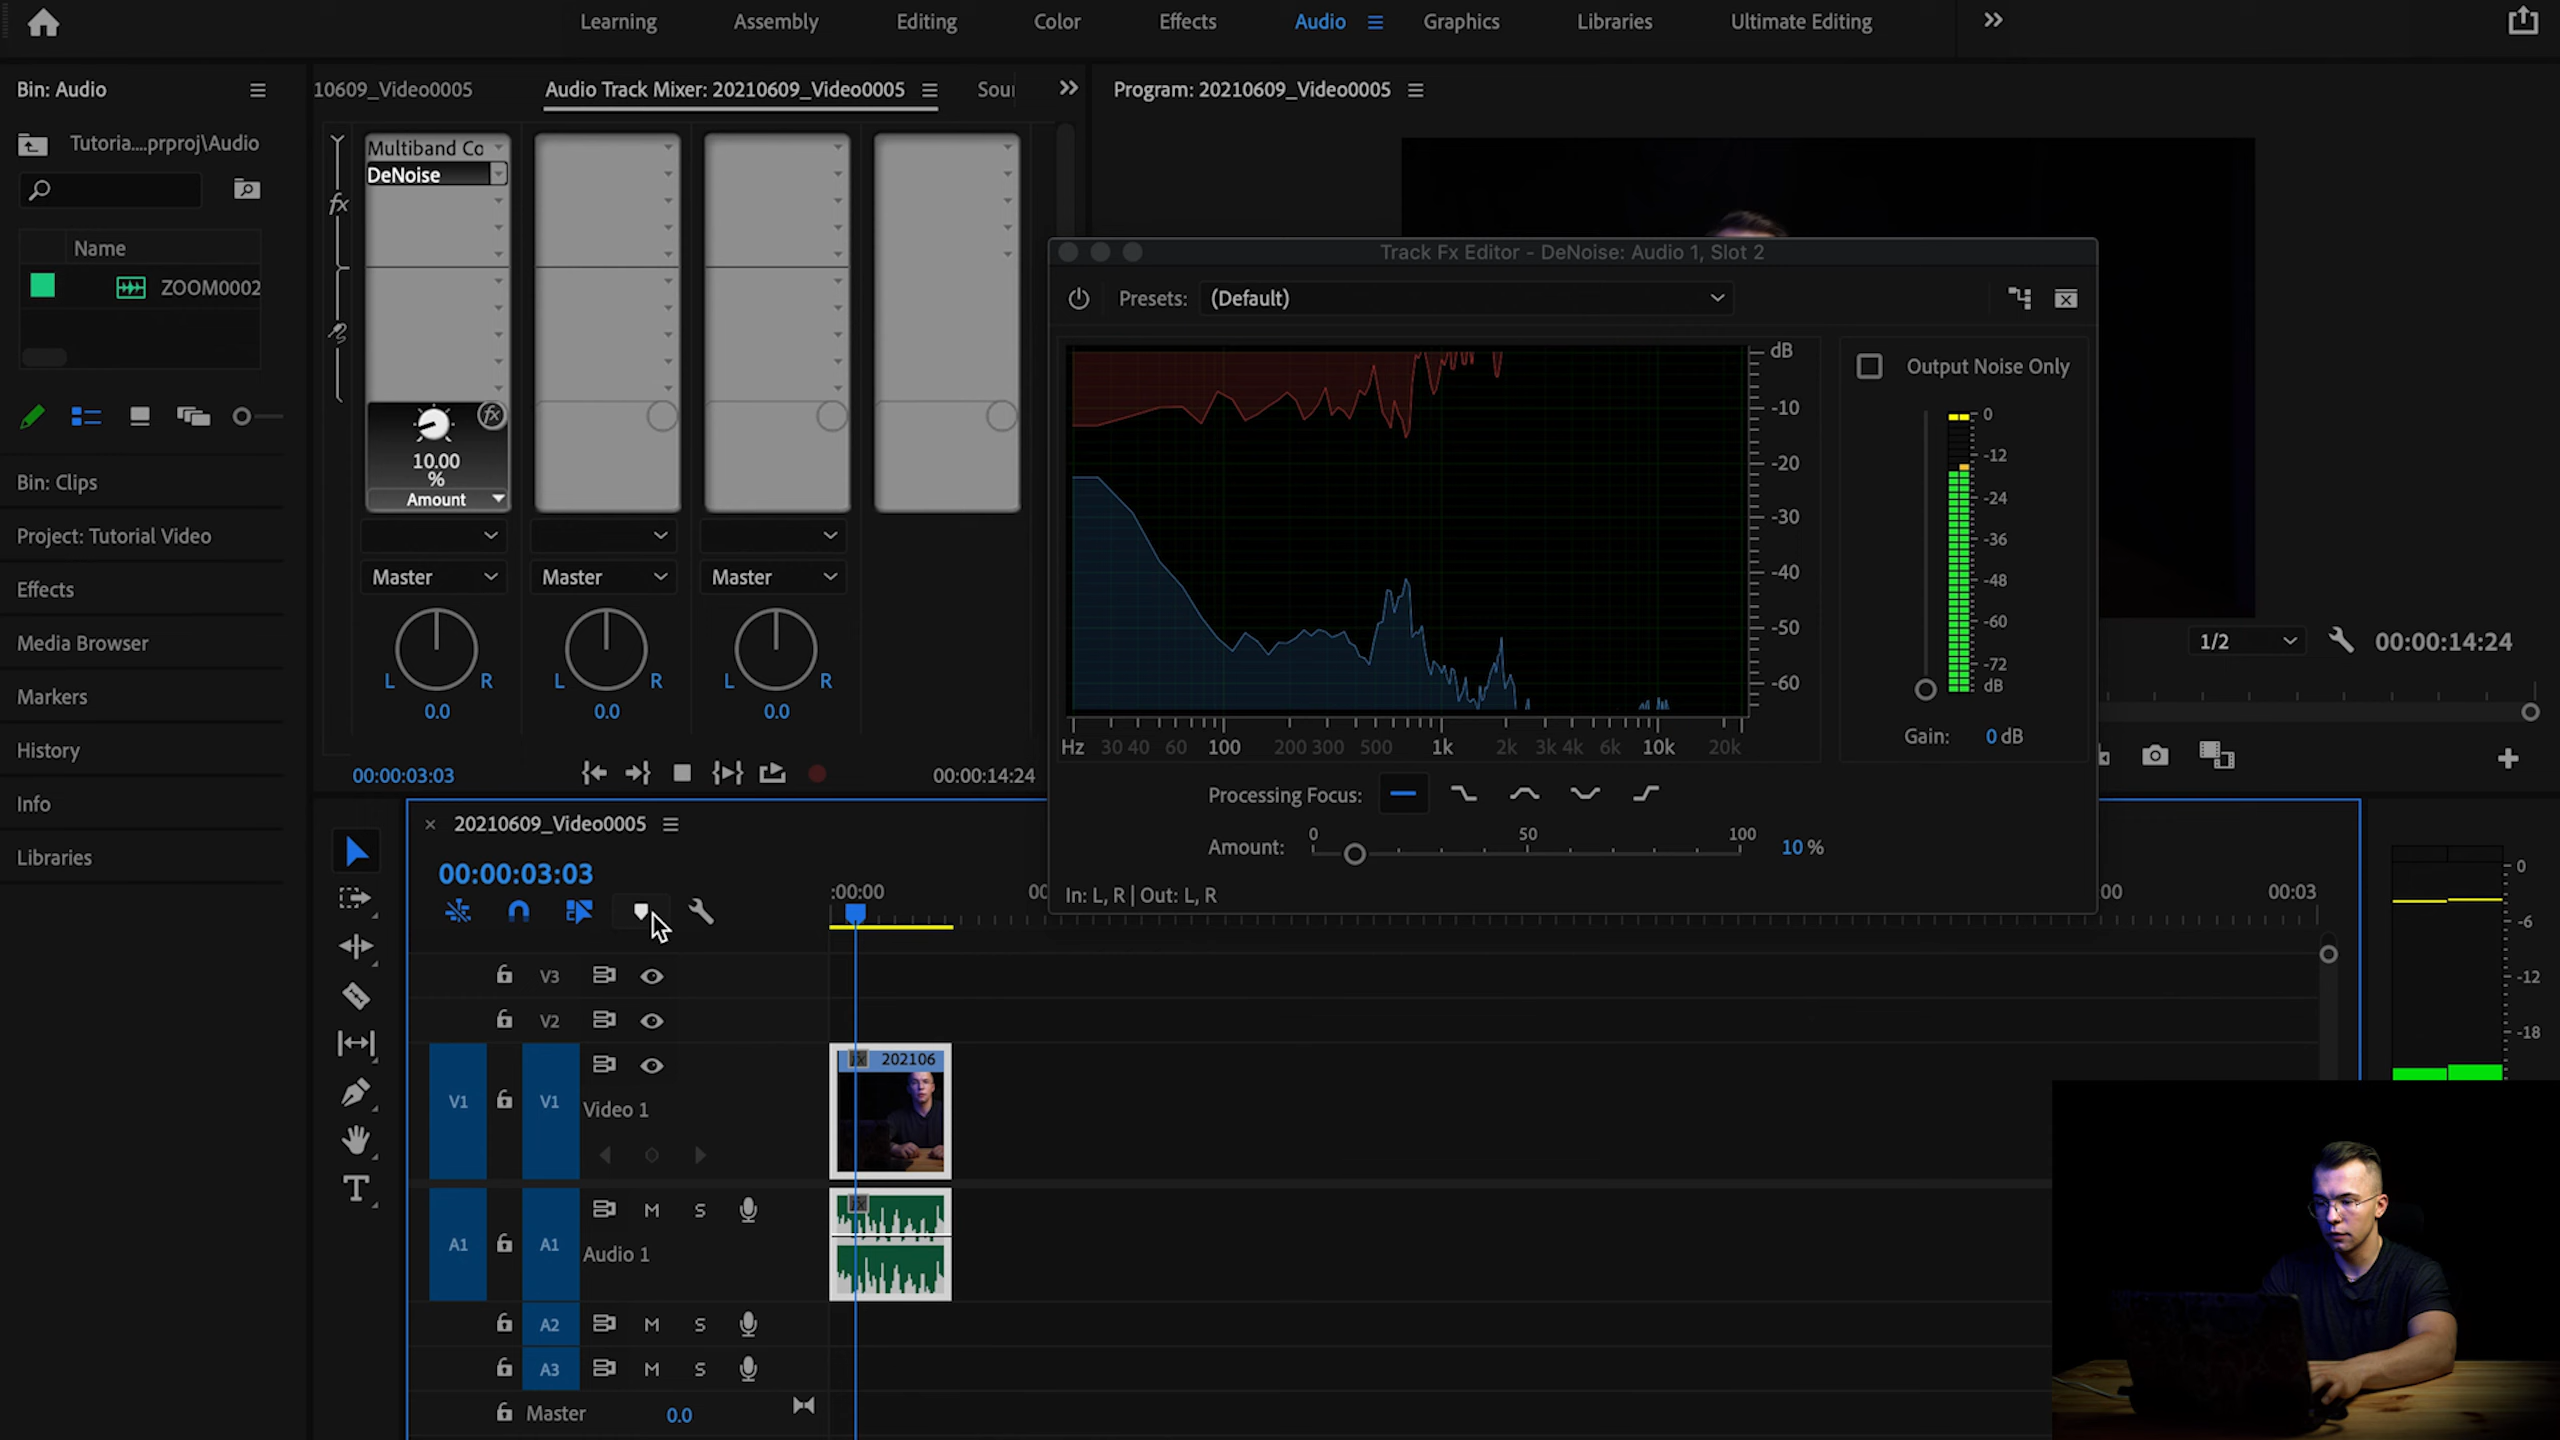 Learning Assembly Editing Color Effects Audio Graphics Libraries Ultimate Editing
Bin: Audio
Tutoria....prproj\Audio
Name
ZOOM0002
Bin: Clips
Project: Tutorial Video
Effects
Media Browser
Markers
History
Info
Libraries
10609_Video0005
Audio Track Mixer: 20210609_Video0005
Multiband Co
DeNoise
fx
10.00
%
Amount
Master Master Master
L R L R L R
0.0 0.0 0.0
00:00:03:03
00:00:14:24
Program: 20210609_Video0005
1/2
00:00:14:24
Track Fx Editor - DeNoise: Audio 1, Slot 2
Presets: (Default)
dB
-10
-20
-30
-40
-50
-60
Hz 30 40 60 100 200 300 500 1k 2k 3k 4k 6k 10k 20k
Output Noise Only
0
-12
-24
-36
-48
-60
-72
dB
Gain: 0 dB
Processing Focus:
0 50 100
Amount: 10 %
In: L, R | Out: L, R
20210609_Video0005
00:00:03:03
:00:00
00:03
V3
V2
202106
V1 V1
Video 1
M S
A1 A1
Audio 1
A2 M S
A3 M S
Master 0.0
0
-6
-12
-18